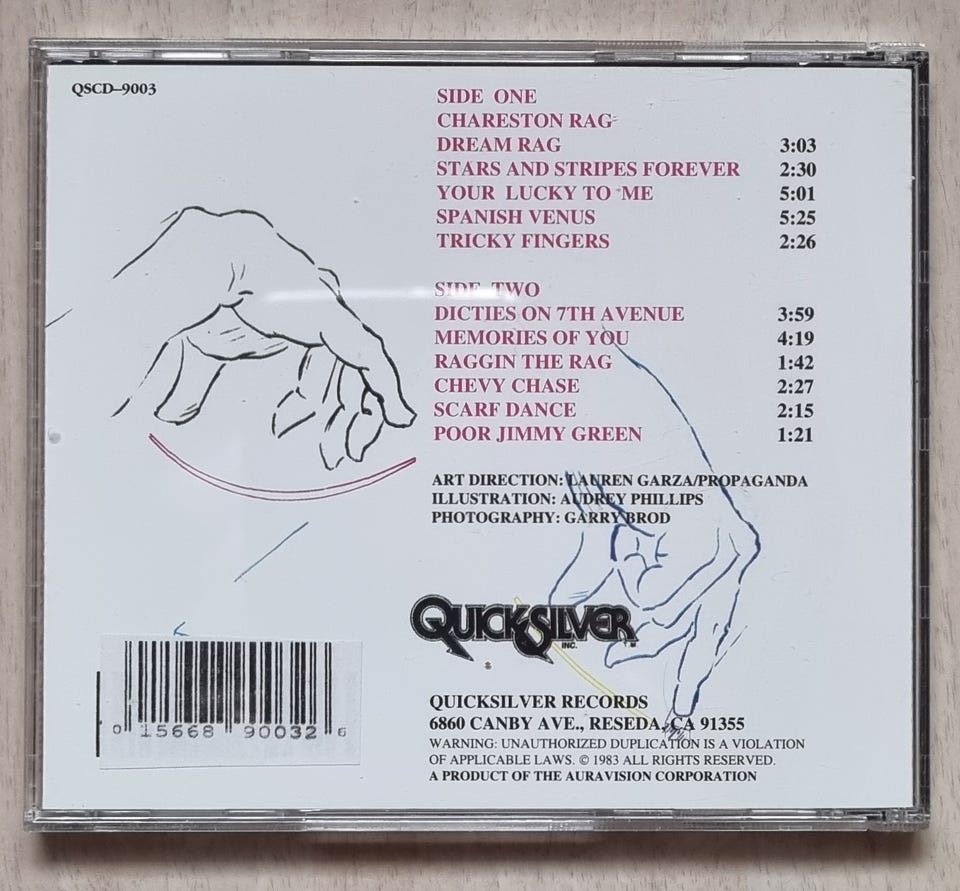 QSCD–9003
SIDE ONE
CHARESTON RAG
DREAM RAG 3:03
STARS AND STRIPES FOREVER 2:30
YOUR LUCKY TO ME 5:01
SPANISH VENUS 5:25
TRICKY FINGERS 2:26
SIDE TWO
DICTIES ON 7TH AVENUE 3:59
MEMORIES OF YOU 4:19
RAGGIN THE RAG 1:42
CHEVY CHASE 2:27
SCARF DANCE 2:15
POOR JIMMY GREEN 1:21
ART DIRECTION: LAUREN GARZA/PROPAGANDA
ILLUSTRATION: AUDREY PHILLIPS
PHOTOGRAPHY: GARRY BROD
QUICKSILVER
INC. T.M.
QUICKSILVER RECORDS
6860 CANBY AVE., RESEDA, CA 91355
WARNING: UNAUTHORIZED DUPLICATION IS A VIOLATION
OF APPLICABLE LAWS. © 1983 ALL RIGHTS RESERVED.
A PRODUCT OF THE AURAVISION CORPORATION
0 15668 90032 6